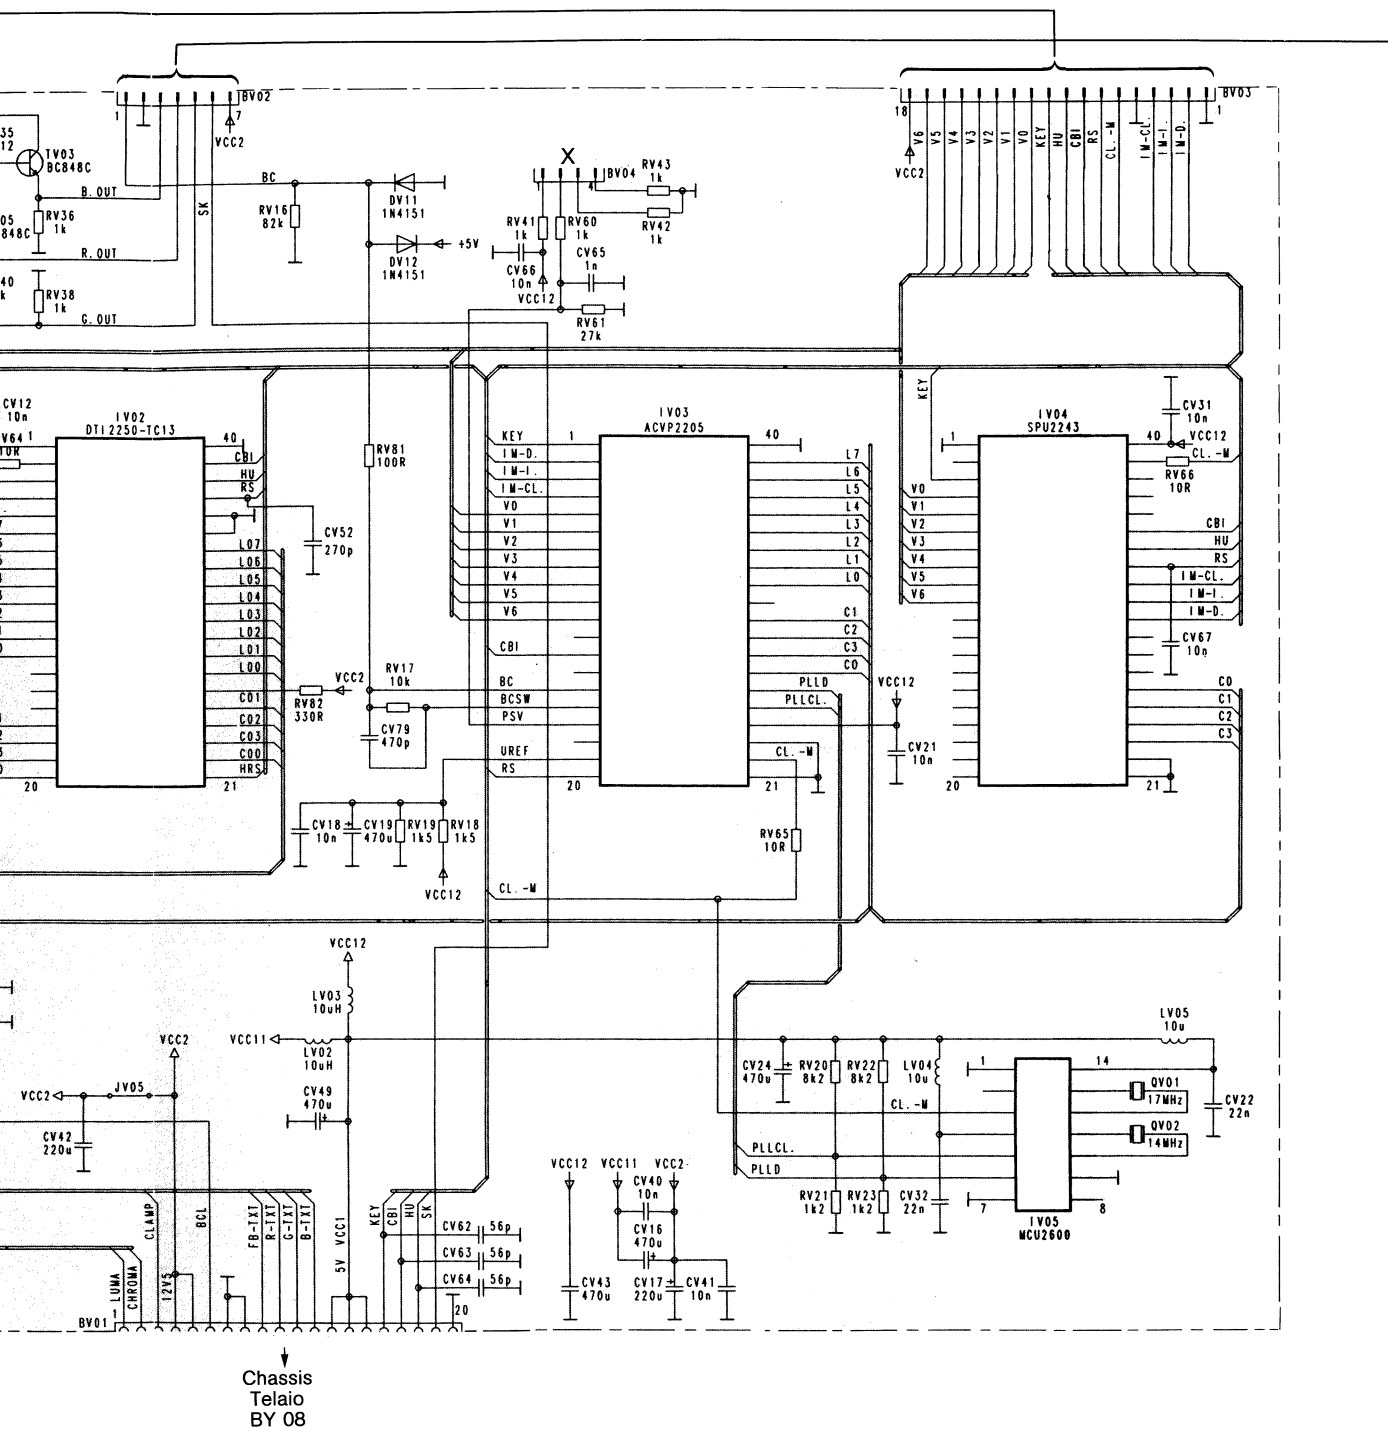 BV02
BV03
1
7
18
1
VCC2
VCC2
V6
V5
V4
V3
V2
V1
V0
KEY
HU
CBI
RS
CL.-M
IM-CL.
IM-I.
IM-D.
35
12
TV03
BC848C
B.OUT
05
848C
RV36
1k
R.OUT
40
k
RV38
1k
G.OUT
SK
BC
RV16
82k
DV11
1N4151
DV12
1N4151
+5V
X
1
4
BV04
RV43
1k
RV42
1k
RV41
1k
RV60
1k
CV66
10n
VCC12
CV65
1n
RV61
27k
CV12
10n
V64
10R
1
IV02
DTI2250-TC13
40
CBI
HU
RS
CV52
270p
L07
L06
L05
L04
L03
L02
L01
L00
C01
C02
C03
C00
HRS
20
21
RV82
330R
VCC2
RV81
100R
RV17
10k
CV79
470p
KEY
IM-D.
IM-I.
IM-CL.
V0
V1
V2
V3
V4
V5
V6
CBI
BC
BCSW
PSV
UREF
RS
IV03
ACVP2205
1
40
20
21
L7
L6
L5
L4
L3
L2
L1
L0
C1
C2
C3
C0
PLLD
PLLCL.
CL.-M
VCC12
CV21
10n
RV65
10R
CL.-M
CV18
10n
CV19
470u
RV19
1k5
RV18
1k5
VCC12
KEY
IV04
SPU2243
1
40
20
21
V0
V1
V2
V3
V4
V5
V6
CV31
10n
VCC12
CL.-M
RV66
10R
CBI
HU
RS
IM-CL.
IM-I.
IM-D.
CV67
10n
C0
C1
C2
C3
VCC12
LV03
10uH
VCC11
LV02
10uH
CV49
470u
VCC2
VCC2
JV05
CV42
220u
LV05
10u
CV24
470u
RV20
8k2
RV22
8k2
LV04
10u
1
14
QV01
17MHz
QV02
14MHz
CV22
22n
CL.-M
PLLCL.
PLLD
RV21
1k2
RV23
1k2
CV32
22n
7
8
IV05
MCU2600
VCC12
VCC11
VCC2
CV40
10n
CV16
470u
CV43
470u
CV17
220u
CV41
10n
LUMA
CHROMA
CLAMP
12V5
BCL
FB-TXT
R-TXT
G-TXT
B-TXT
5V VCC1
KEY
CBI
HU
SK
CV62 56p
CV63 56p
CV64 56p
BV01
1
20
Chassis
Telaio
BY 08